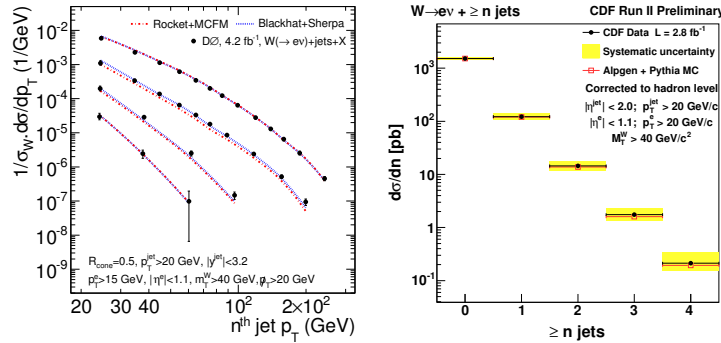 Rocket+MCFM Blackhat+Sherpa
DØ, 4.2 fb⁻¹, W(→ eν)+jets+X
1/σ_W.dσ/dp_T (1/GeV)
10⁻¹
10⁻²
10⁻³
10⁻⁴
10⁻⁵
10⁻⁶
10⁻⁷
10⁻⁸
10⁻⁹
R_cone=0.5, p_T^jet>20 GeV, |y^jet|<3.2
p_T^e>15 GeV, |η^e|<1.1, m_T^W>40 GeV, p̸_T>20 GeV
20 30 40 10² 2×10²
n^th jet p_T (GeV)
W→eν + ≥ n jets CDF Run II Preliminary
CDF Data L = 2.8 fb⁻¹
Systematic uncertainty
Alpgen + Pythia MC
Corrected to hadron level
|η^jet| < 2.0; p_T^jet > 20 GeV/c
|η^e| < 1.1; p_T^e > 20 GeV/c
M_T^W > 40 GeV/c²
dσ/dn [pb]
10³
10²
10
1
10⁻¹
0 1 2 3 4
≥ n jets